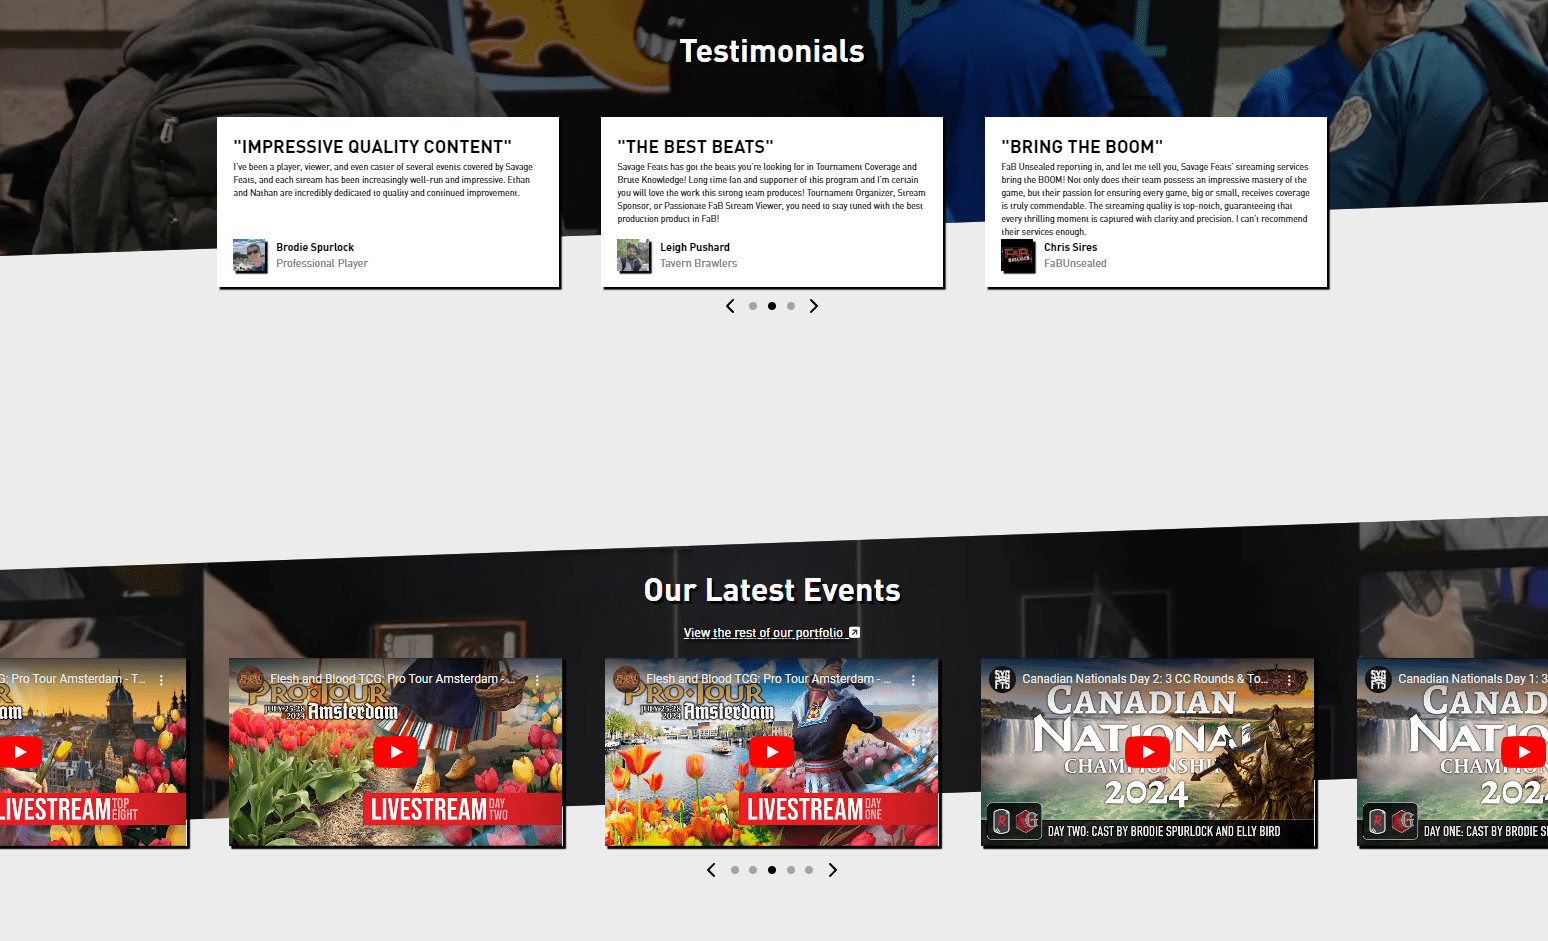 Testimonials
"IMPRESSIVE QUALITY CONTENT"
I've been a player, viewer, and even caster of several events covered by Savage
Feats, and each stream has been increasingly well-run and impressive. Ethan
and Nathan are incredibly dedicated to quality and continued improvement.
Brodie Spurlock
Professional Player
"THE BEST BEATS"
Savage Feats has got the beats you're looking for in Tournament Coverage and
Brute Knowledge! Long time fan and supporter of this program and I'm certain
you will love the work this strong team produces! Tournament Organizer, Stream
Sponsor, or Passionate FaB Stream Viewer, you need to stay tuned with the best
production product in FaB!
Leigh Pushard
Tavern Brawlers
"BRING THE BOOM"
FaB Unsealed reporting in, and let me tell you, Savage Feats' streaming services
bring the BOOM! Not only does their team possess an impressive mastery of the
game, but their passion for ensuring every game, big or small, receives coverage
is truly commendable. The streaming quality is top-notch, guaranteeing that
every thrilling moment is captured with clarity and precision. I can't recommend
their services enough.
FaB
UNSEALED
Chris Sires
FaBUnsealed
Our Latest Events
View the rest of our portfolio
G: Pro Tour Amsterdam - T...
LIVESTREAM TOP EIGHT
Flesh and Blood TCG: Pro Tour Amsterdam - ...
PRO TOUR
JULY 25-28
2024
Amsterdam
LIVESTREAM DAY TWO
Flesh and Blood TCG: Pro Tour Amsterdam - ...
PRO TOUR
JULY 25-28
2024
Amsterdam
LIVESTREAM DAY ONE
Canadian Nationals Day 2: 3 CC Rounds & To...
CANADIAN
NATIONAL
CHAMPIONSHIP
2024
DAY TWO: CAST BY BRODIE SPURLOCK AND ELLY BIRD
Canadian Nationals Day 1: 3
CANADIAN
NATIO
CHAMPI
202
DAY ONE: CAST BY BRODIE S